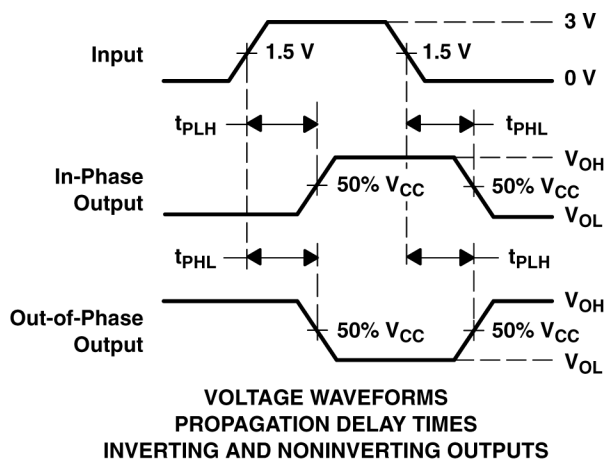 3 V
Input
1.5 V
1.5 V
0 V
tPLH
tPHL
VOH
In-Phase
Output
50% VCC
50% VCC
VOL
tPHL
tPLH
VOH
Out-of-Phase
Output
50% VCC
50% VCC
VOL
VOLTAGE WAVEFORMS
PROPAGATION DELAY TIMES
INVERTING AND NONINVERTING OUTPUTS